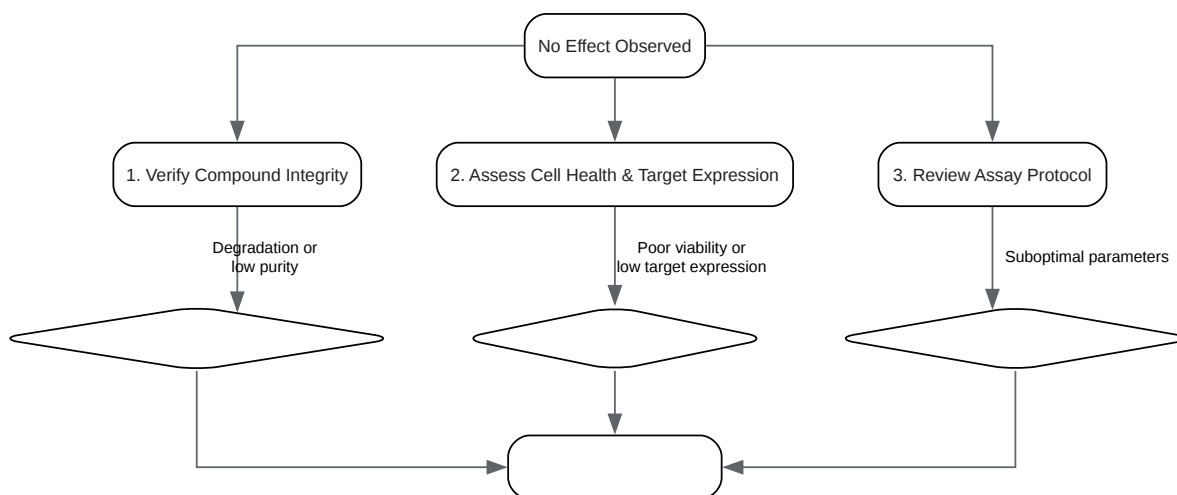 No Effect Observed
1. Verify Compound Integrity
2. Assess Cell Health & Target Expression
3. Review Assay Protocol
Degradation or
low purity
Poor viability or
low target expression
Suboptimal parameters